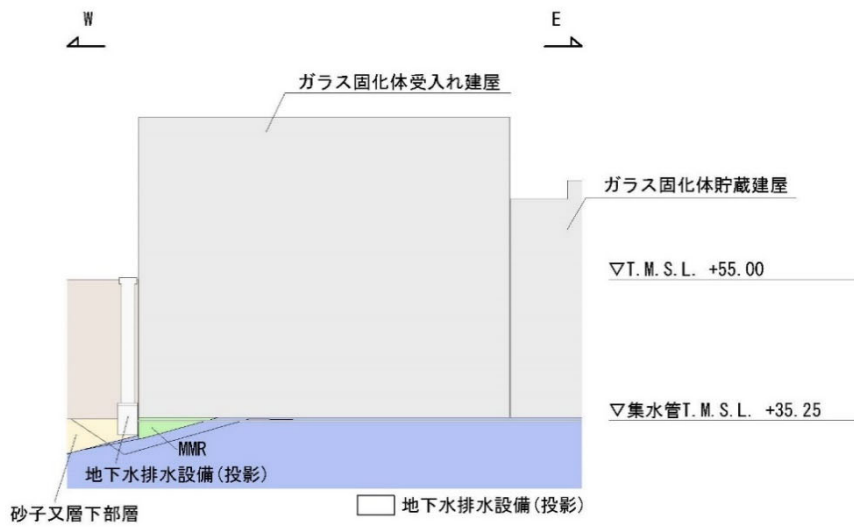 W
E
ガラス固化体受入れ建屋
ガラス固化体貯蔵建屋
▽T.M.S.L. +55.00
▽集水管T.M.S.L. +35.25
MMR
地下水排水設備(投影)
砂子又層下部層
地下水排水設備(投影)